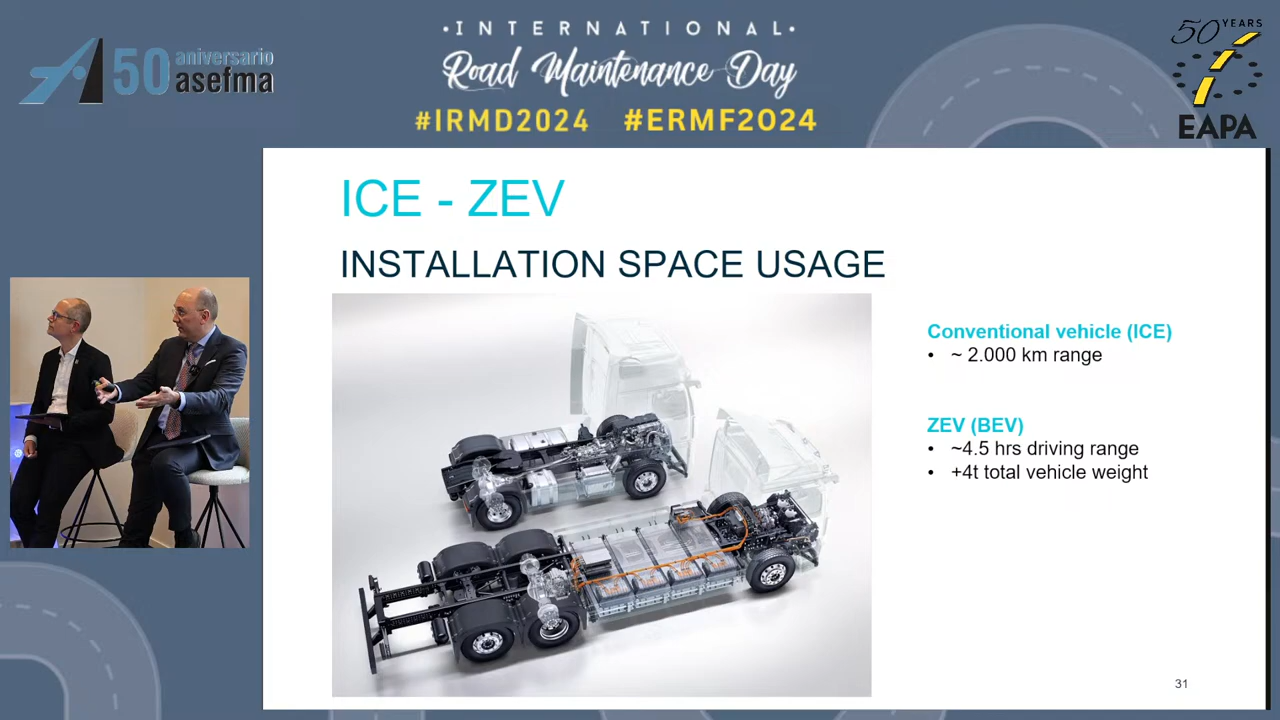 50 aniversario
asefma
·INTERNATIONAL·
Road Maintenance Day
#IRMD2024 #ERMF2024
50 YEARS
EAPA
ICE - ZEV
INSTALLATION SPACE USAGE
Conventional vehicle (ICE)
• ~ 2.000 km range
ZEV (BEV)
• ~4.5 hrs driving range
• +4t total vehicle weight
31